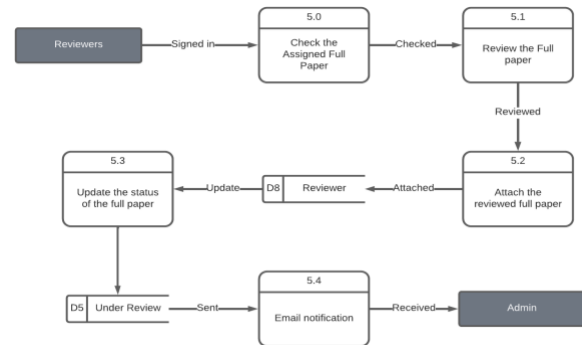 5.0
5.1
Reviewers
Signed in
Check the
Assigned Full
Paper
Checked
Review the Full
paper
Reviewed
5.3
5.2
Update the status
of the full paper
Update
D8
Reviewer
Attached
Attach the
reviewed full paper
5.4
D5
Under Review
Sent
Email notification
Received
Admin